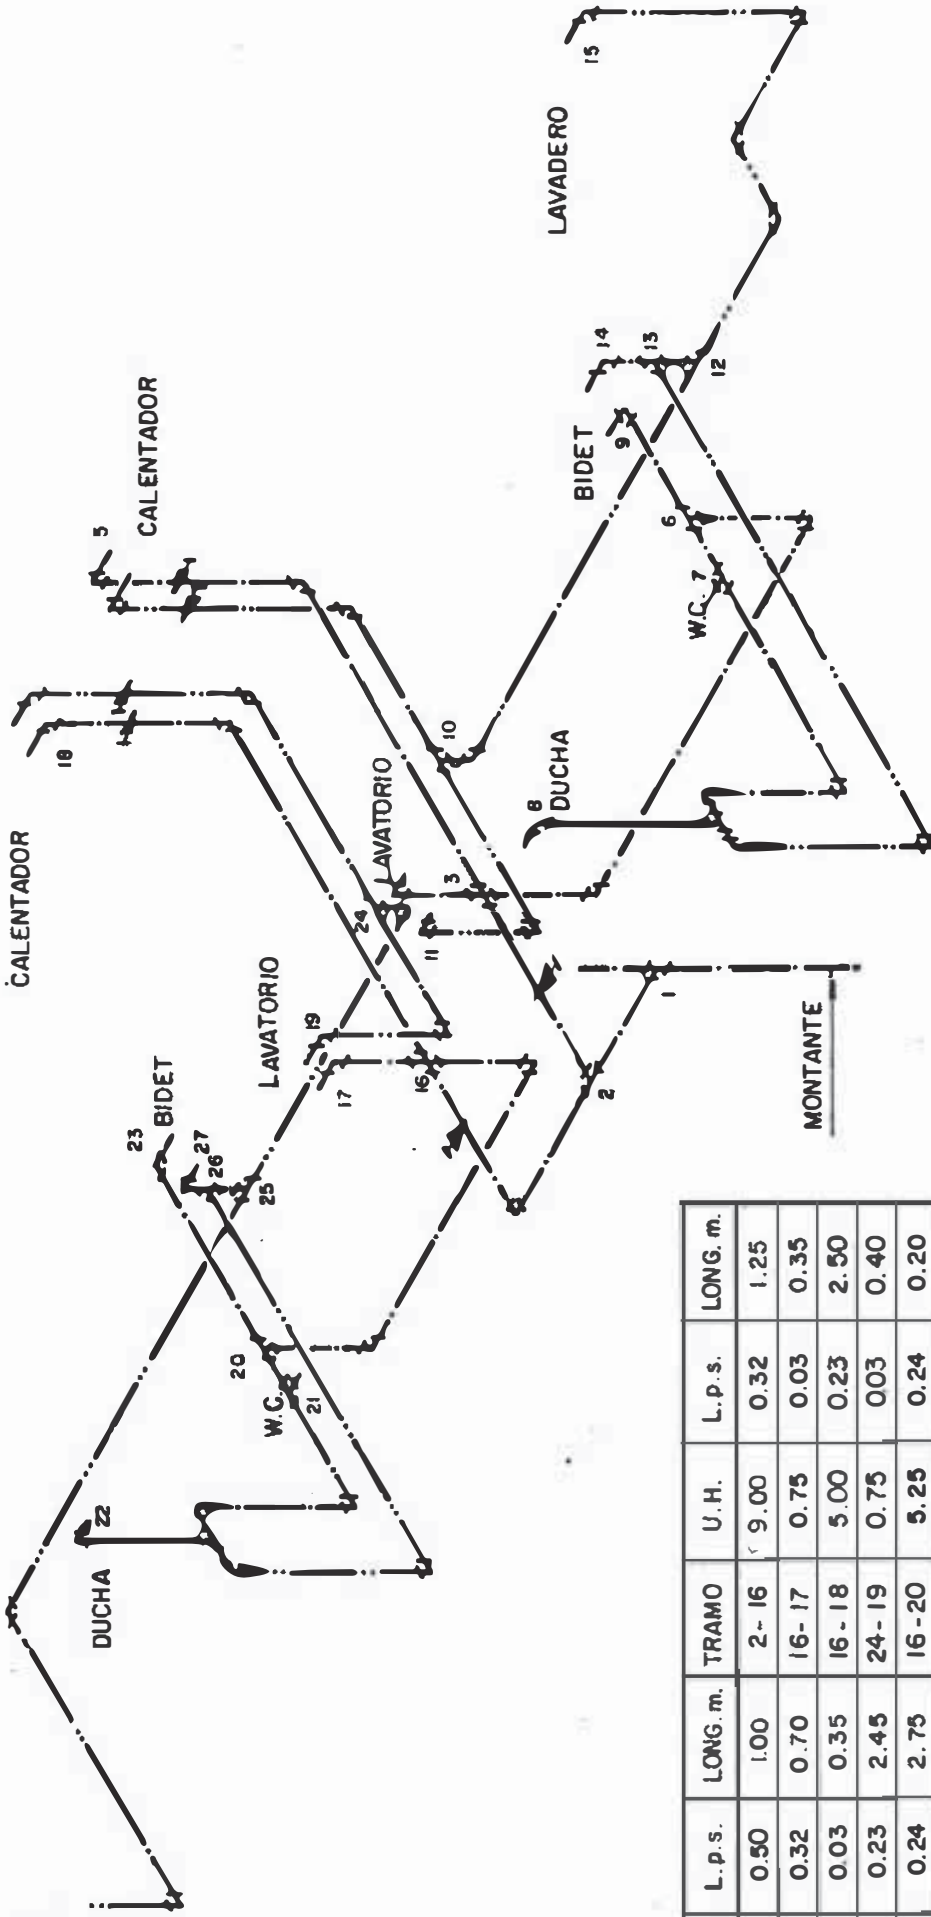 CALENTADOR
18
CALENTADOR
5
15
LAVADERO
DUCHA
22
23
BIDET
27
26
25
LAVATORIO
19
17
16
24
LAVATORIO
11
3
10
20
W.C.
21
8
DUCHA
BIDET
9
14
13
12
6
W.C. 7
2
1
MONTANTE
L.p.s. LONG. m. TRAMO U.H. L.p.s. LONG. m.
0.50 1.00 2-16 9.00 0.32 1.25
0.32 0.70 16-17 0.75 0.03 0.35
0.03 0.35 16-18 5.00 0.23 2.50
0.23 2.45 24-19 0.75 003 0.40
0.24 2.75 16-20 5.25 0.24 0.20